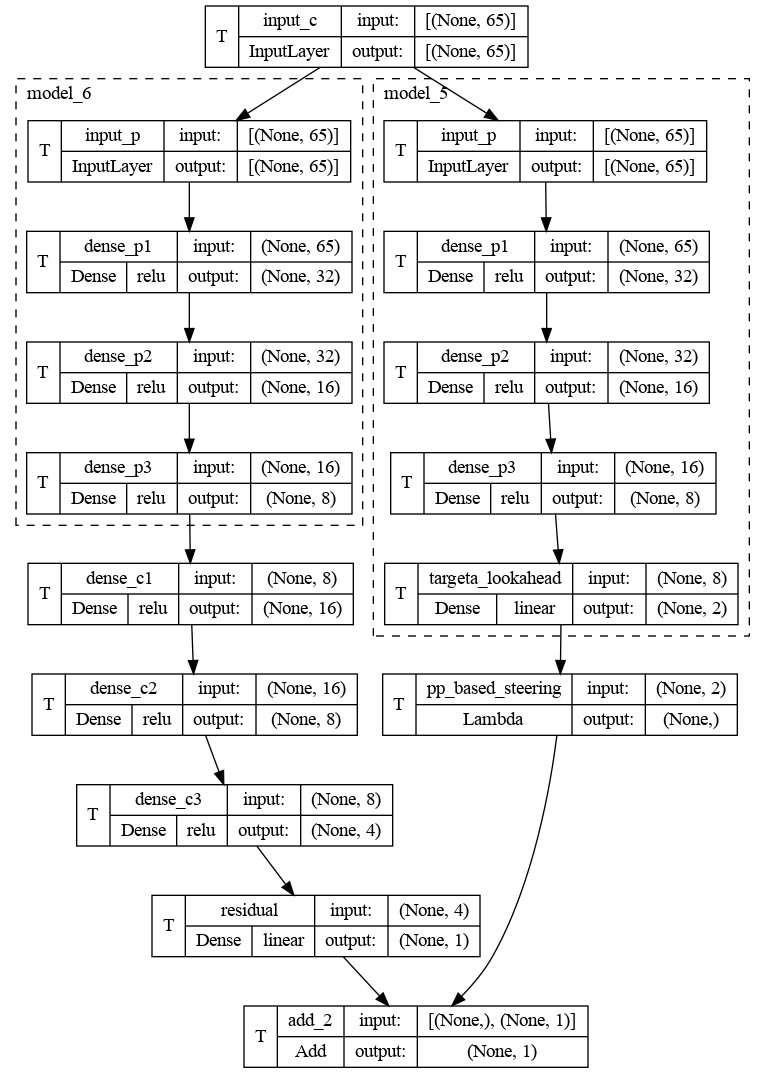 T input_c input: [(None, 65)]
InputLayer output: [(None, 65)]
model_6
T input_p input: [(None, 65)]
InputLayer output: [(None, 65)]
T dense_p1 input: (None, 65)
Dense relu output: (None, 32)
T dense_p2 input: (None, 32)
Dense relu output: (None, 16)
T dense_p3 input: (None, 16)
Dense relu output: (None, 8)
model_5
T input_p input: [(None, 65)]
InputLayer output: [(None, 65)]
T dense_p1 input: (None, 65)
Dense relu output: (None, 32)
T dense_p2 input: (None, 32)
Dense relu output: (None, 16)
T dense_p3 input: (None, 16)
Dense relu output: (None, 8)
T targeta_lookahead input: (None, 8)
Dense linear output: (None, 2)
T dense_c1 input: (None, 8)
Dense relu output: (None, 16)
T dense_c2 input: (None, 16)
Dense relu output: (None, 8)
T pp_based_steering input: (None, 2)
Lambda output: (None,)
T dense_c3 input: (None, 8)
Dense relu output: (None, 4)
T residual input: (None, 4)
Dense linear output: (None, 1)
T add_2 input: [(None,), (None, 1)]
Add output: (None, 1)